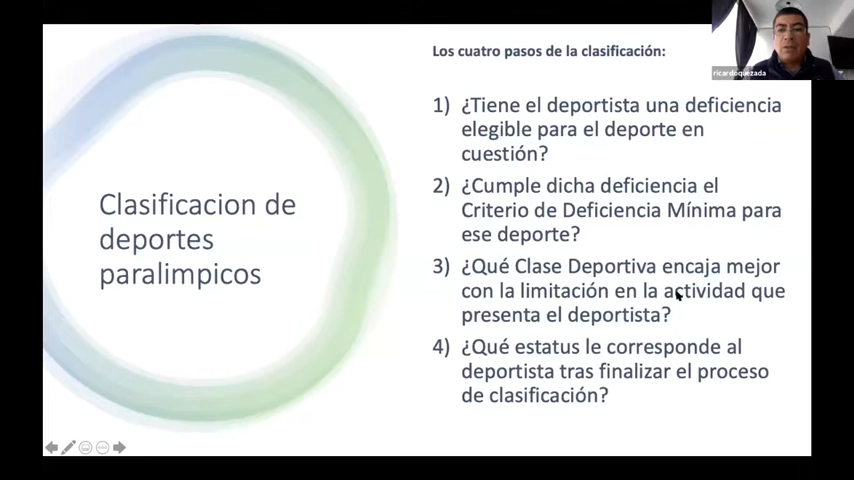 Los cuatro pasos de la clasificación:
ricardoquezada
1) ¿Tiene el deportista una deficiencia
elegible para el deporte en
cuestión?
2) ¿Cumple dicha deficiencia el
Criterio de Deficiencia Mínima para
ese deporte?
3) ¿Qué Clase Deportiva encaja mejor
con la limitación en la actividad que
presenta el deportista?
4) ¿Qué estatus le corresponde al
deportista tras finalizar el proceso
de clasificación?
Clasificacion de
deportes
paralimpicos